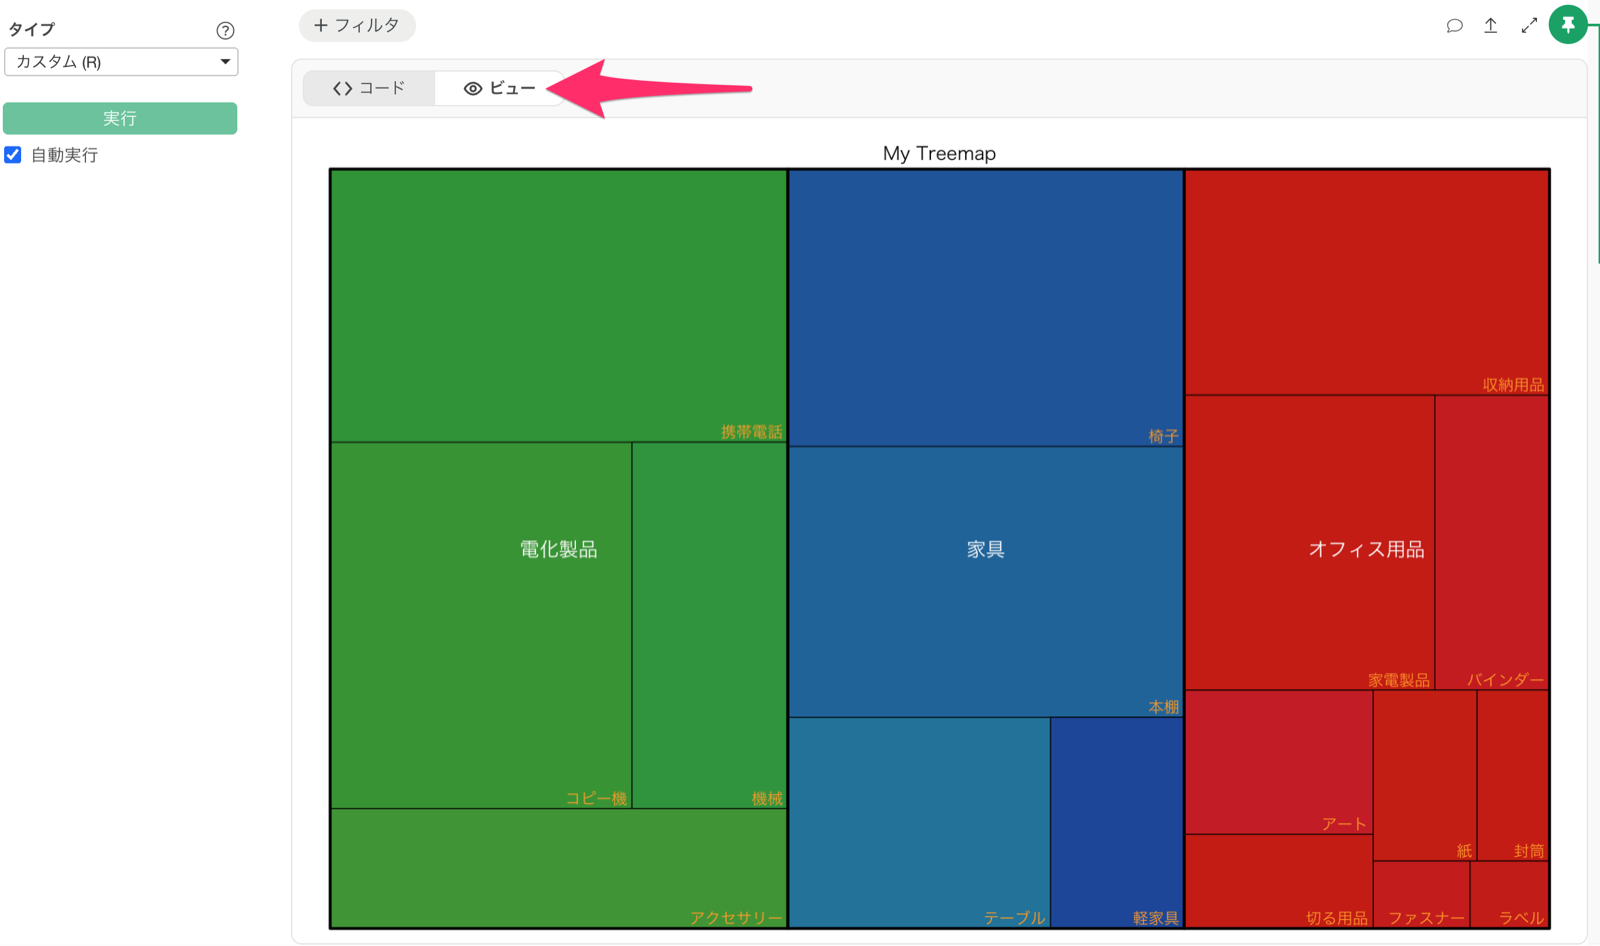 タイプ
?
カスタム (R)
実行
自動実行
+ フィルタ
<> コード
ビュー
My Treemap
携帯電話
電化製品
コピー機
機械
アクセサリー
椅子
家具
本棚
テーブル
軽家具
収納用品
オフィス用品
家電製品
バインダー
アート
紙
封筒
切る用品
ファスナー
ラベル